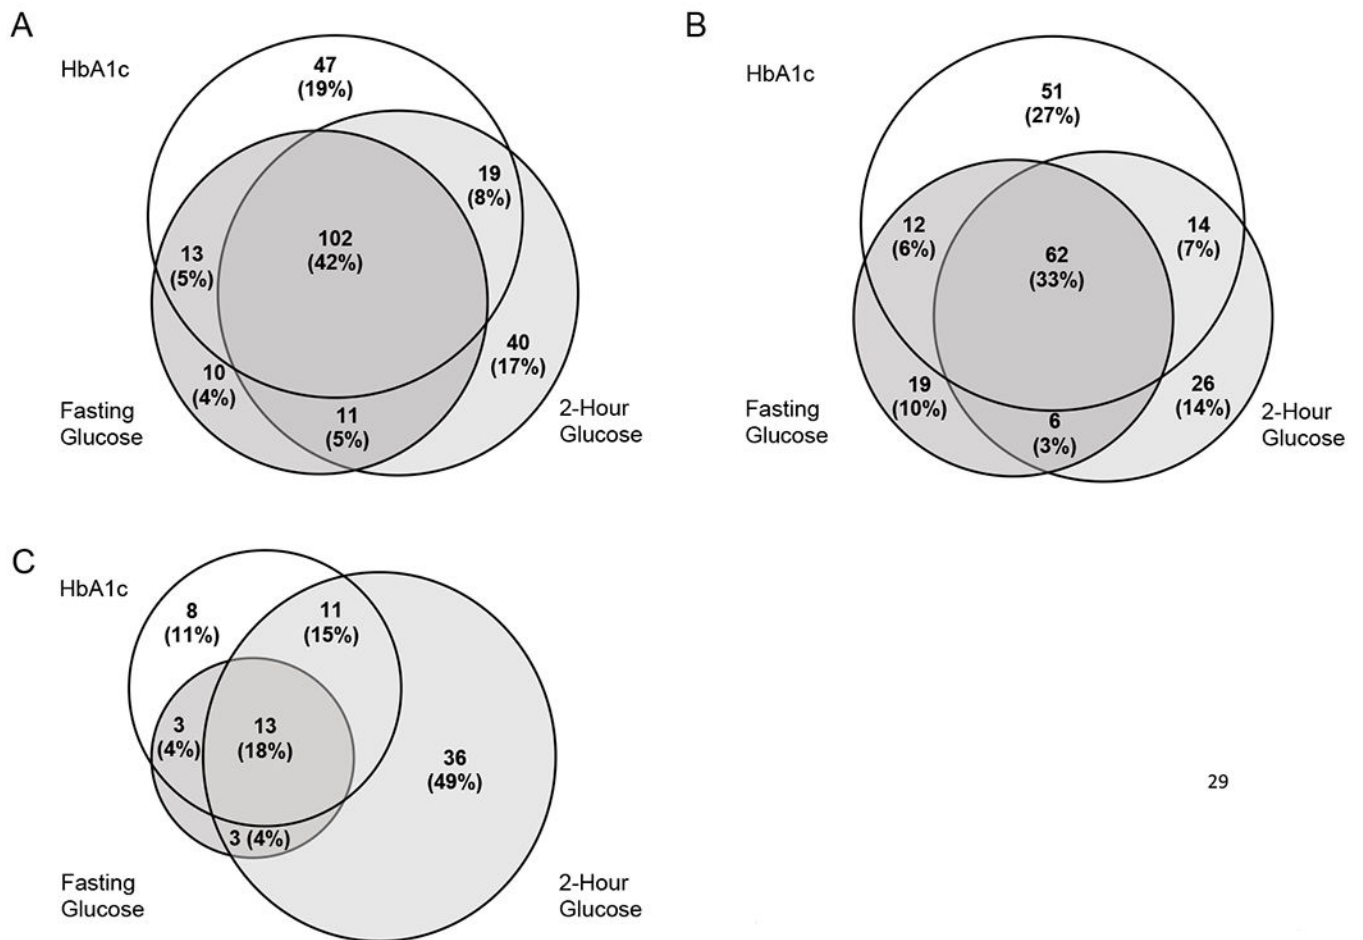 A
HbA1c
47
(19%)
19
(8%)
102
(42%)
13
(5%)
40
(17%)
10
(4%)
11
(5%)
Fasting
Glucose
2-Hour
Glucose
B
HbA1c
51
(27%)
12
(6%)
14
(7%)
62
(33%)
19
(10%)
26
(14%)
6
(3%)
Fasting
Glucose
2-Hour
Glucose
C
HbA1c
8
(11%)
11
(15%)
3
(4%)
13
(18%)
36
(49%)
3 (4%)
Fasting
Glucose
2-Hour
Glucose
29